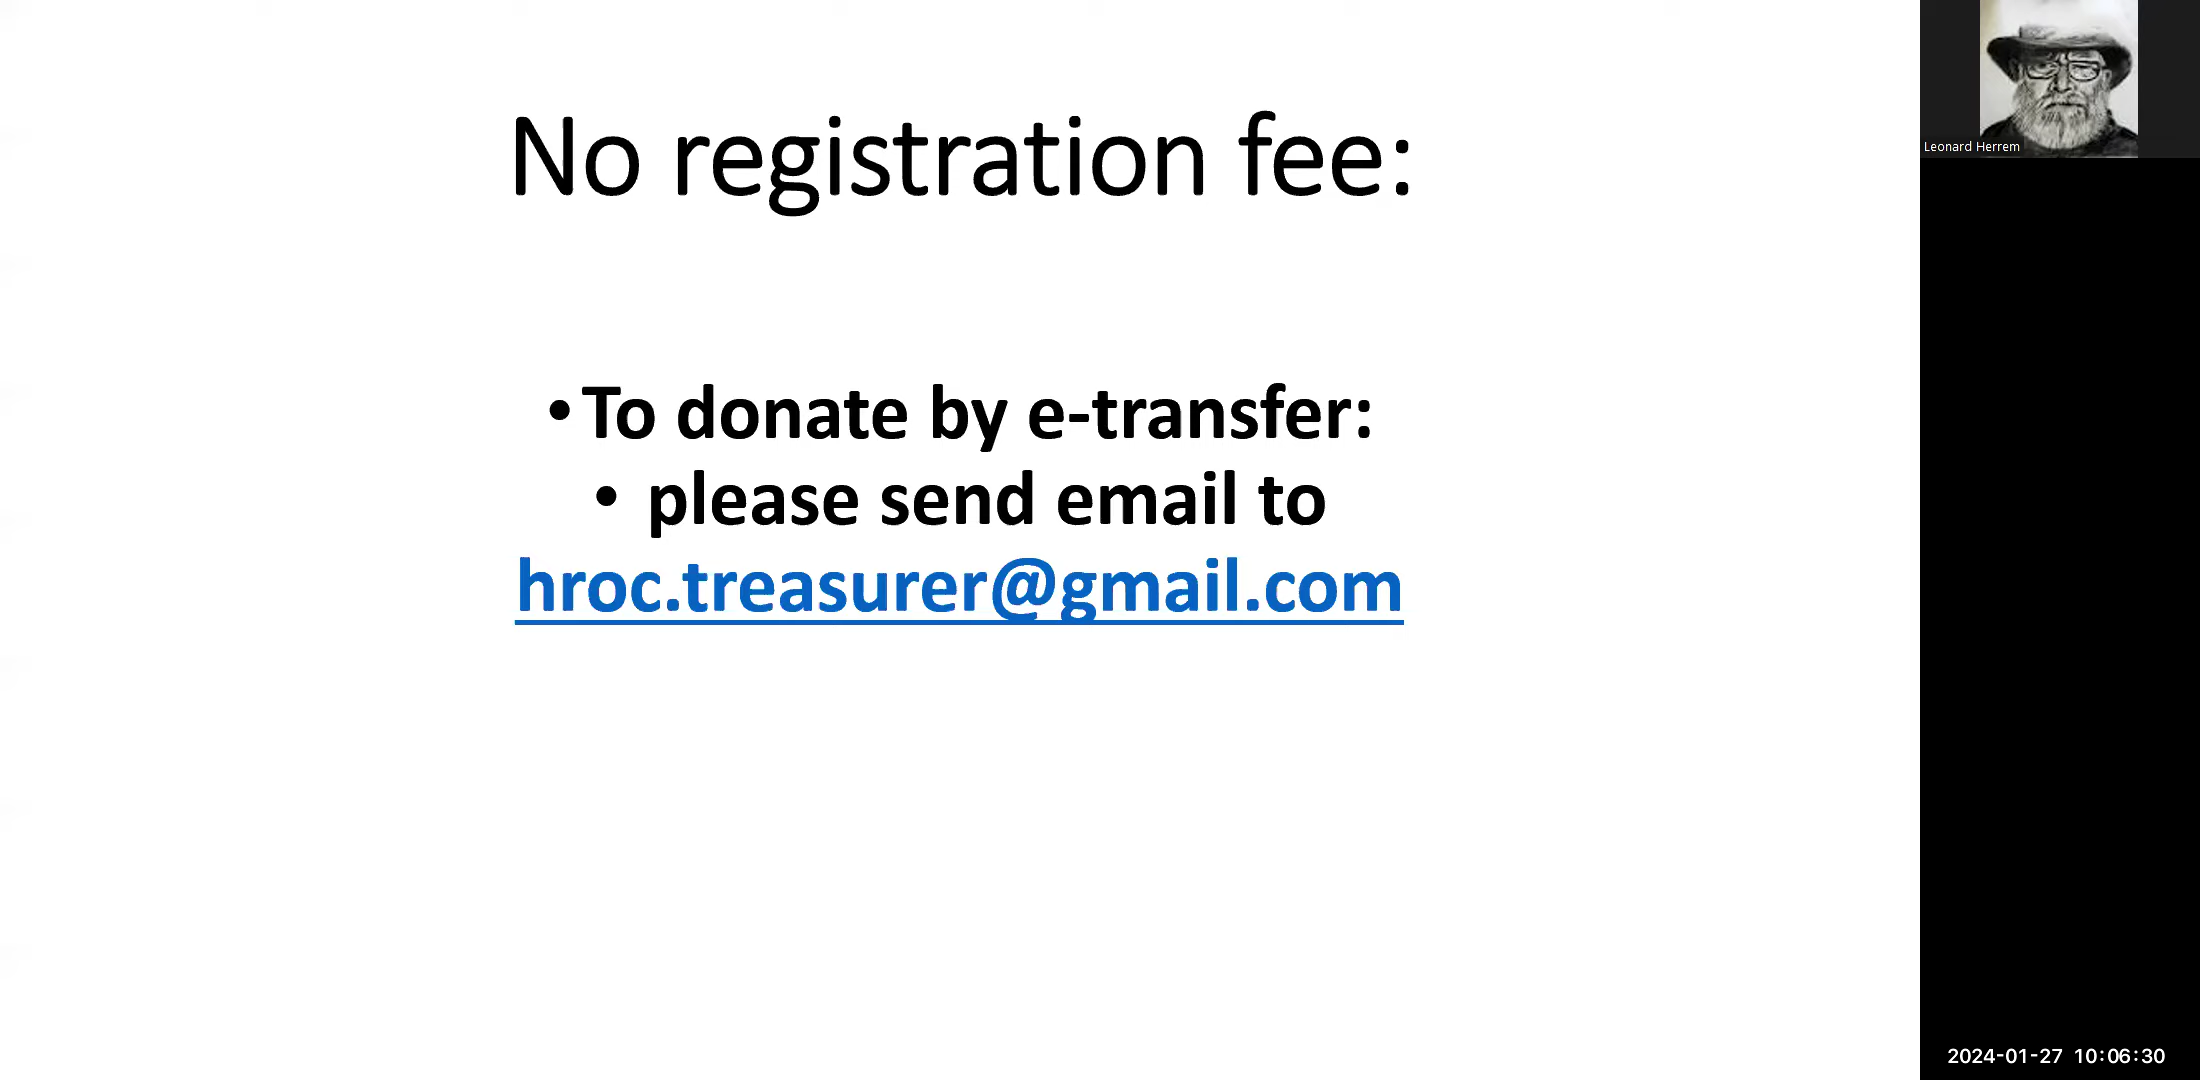 No registration fee:
•To donate by e-transfer:
• please send email to
hroc.treasurer@gmail.com
Leonard Herrem
2024-01-27 10:06:30